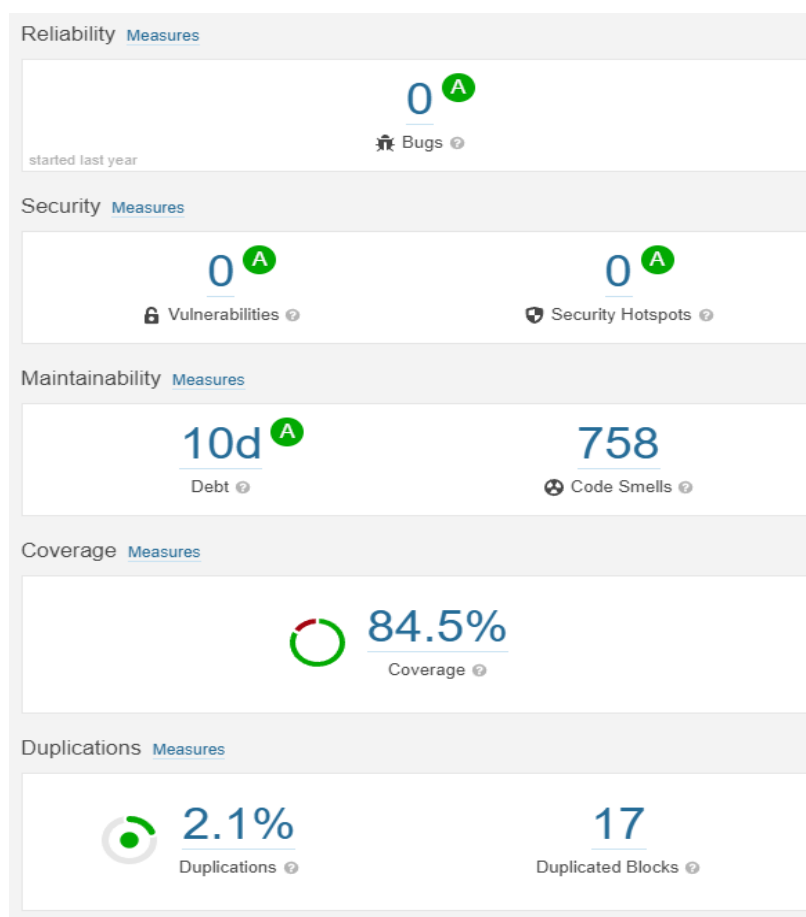 Reliability Measures
0 A
Bugs ?
started last year
Security Measures
0 A 0 A
Vulnerabilities ? Security Hotspots ?
Maintainability Measures
10d A 758
Debt ? Code Smells ?
Coverage Measures
84.5%
Coverage ?
Duplications Measures
2.1% 17
Duplications ? Duplicated Blocks ?